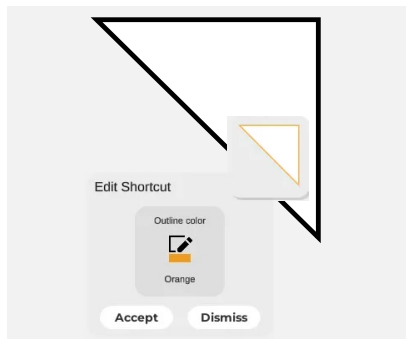 Edit Shortcut
Outline color
Orange
Accept
Dismiss